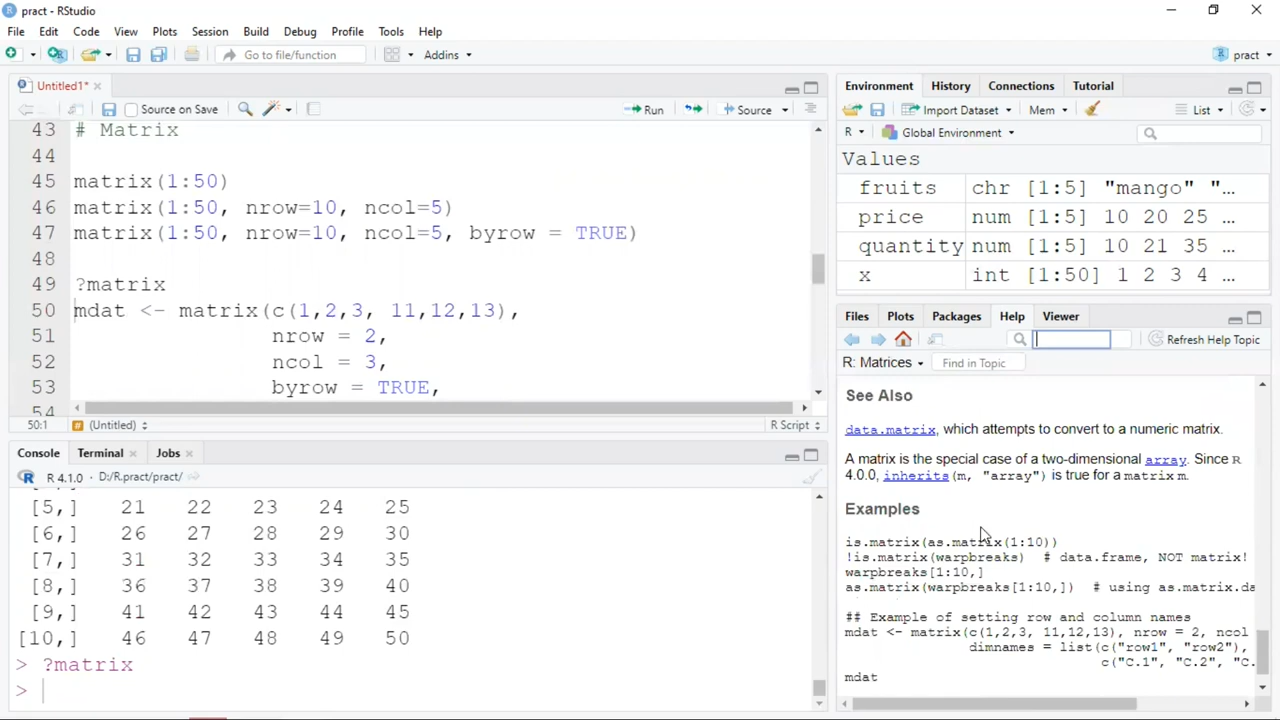 pract - RStudio
File Edit Code View Plots Session Build Debug Profile Tools Help
Go to file/function Addins pract
Untitled1*
Source on Save Run Source
43 # Matrix
44
45 matrix(1:50)
46 matrix(1:50, nrow=10, ncol=5)
47 matrix(1:50, nrow=10, ncol=5, byrow = TRUE)
48
49 ?matrix
50 mdat <- matrix(c(1,2,3, 11,12,13),
51 nrow = 2,
52 ncol = 3,
53 byrow = TRUE,
54
50:1 (Untitled) R Script
Console Terminal Jobs
R 4.1.0 · D:/R.pract/pract/
[5,] 21 22 23 24 25
[6,] 26 27 28 29 30
[7,] 31 32 33 34 35
[8,] 36 37 38 39 40
[9,] 41 42 43 44 45
[10,] 46 47 48 49 50
> ?matrix
>
Environment History Connections Tutorial
Import Dataset Mem List
R Global Environment
Values
fruits chr [1:5] "mango" "…
price num [1:5] 10 20 25 …
quantity num [1:5] 10 21 35 …
x int [1:50] 1 2 3 4 …
Files Plots Packages Help Viewer
Refresh Help Topic
R: Matrices Find in Topic
See Also
data.matrix, which attempts to convert to a numeric matrix.
A matrix is the special case of a two-dimensional array. Since R
4.0.0, inherits(m, "array") is true for a matrix m.
Examples
is.matrix(as.matrix(1:10))
!is.matrix(warpbreaks) # data.frame, NOT matrix!
warpbreaks[1:10,]
as.matrix(warpbreaks[1:10,]) # using as.matrix.da
## Example of setting row and column names
mdat <- matrix(c(1,2,3, 11,12,13), nrow = 2, ncol
dimnames = list(c("row1", "row2"),
c("C.1", "C.2", "C.
mdat